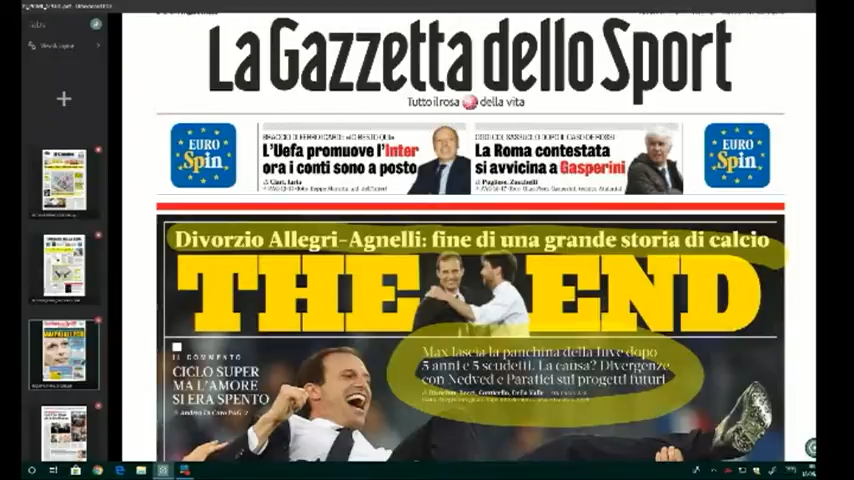 La Gazzetta dello Sport
Tutto il rosa della vita
EURO
Spin
L'Uefa promuove l'Inter
ora i conti sono a posto
La Roma contestata
si avvicina a Gasperini
EURO
Spin
Divorzio Allegri-Agnelli: fine di una grande storia di calcio
THE END
IL COMMENTO
CICLO SUPER
MA L'AMORE
SI ERA SPENTO
Max lascia la panchina della Juve dopo
5 anni e 5 scudetti. La causa? Divergenze
con Nedved e Paratici sul progetti futuri